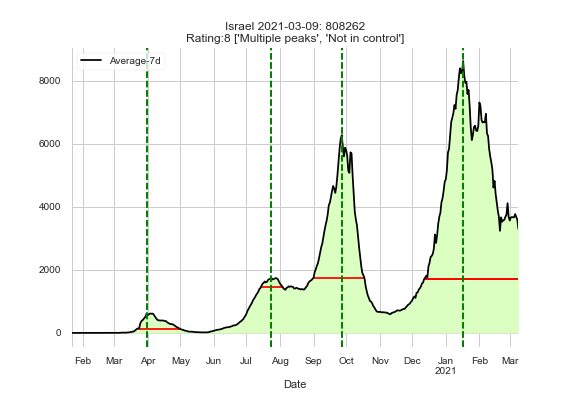 Israel 2021-03-09: 808262
Rating:8 ['Multiple peaks', 'Not in control']
Average-7d
8000
6000
4000
2000
0
Feb Mar Apr May Jun Jul Aug Sep Oct Nov Dec Jan Feb Mar
2021
Date